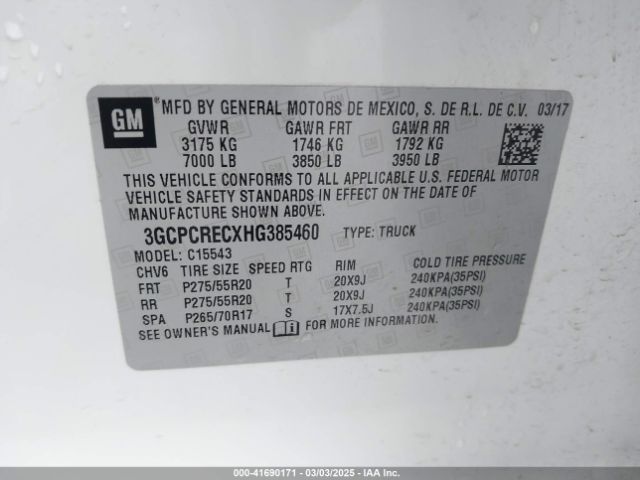 GM ® MFD BY GENERAL MOTORS DE MEXICO, S. DE R.L. DE C.V. 03/17
GVWR GAWR FRT GAWR RR
3175 KG 1746 KG 1792 KG
7000 LB 3850 LB 3950 LB
THIS VEHICLE CONFORMS TO ALL APPLICABLE U.S. FEDERAL MOTOR
VEHICLE SAFETY STANDARDS IN EFFECT ON THE DATE OF
MANUFACTURE SHOWN ABOVE.
3GCPCRECXHG385460 TYPE: TRUCK
MODEL: C15543
CHV6 TIRE SIZE SPEED RTG RIM COLD TIRE PRESSURE
FRT P275/55R20 T 20X9J 240KPA(35PSI)
RR P275/55R20 T 20X9J 240KPA(35PSI)
SPA P265/70R17 S 17X7.5J 240KPA(35PSI)
SEE OWNER'S MANUAL FOR MORE INFORMATION.
000-41690171 - 03/03/2025 - IAAI.com